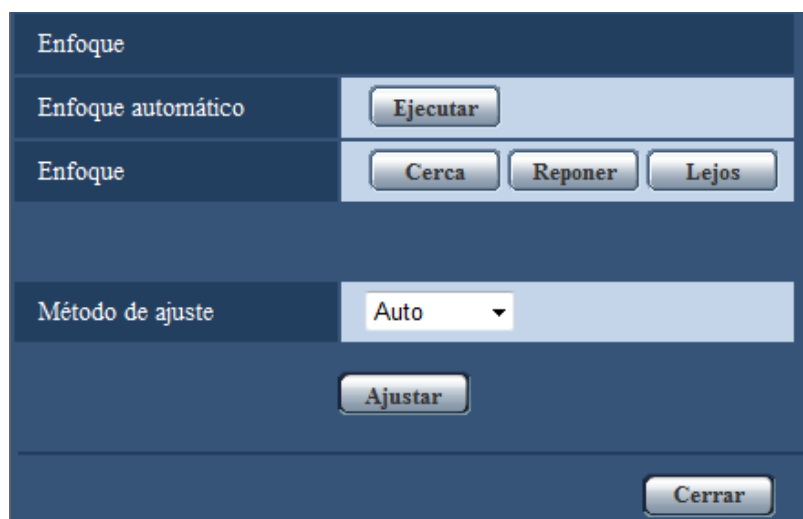 Enfoque
Enfoque automático Ejecutar
Enfoque Cerca Reponer Lejos
Método de ajuste Auto
Ajustar
Cerrar